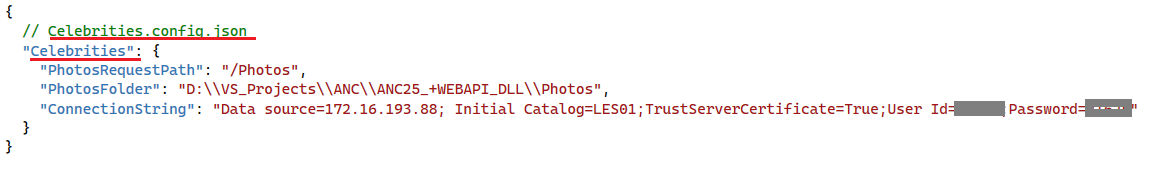 {
// Celebrities.config.json
"Celebrities": {
"PhotosRequestPath": "/Photos",
"PhotosFolder": "D:\\VS_Projects\\ANC\\ANC25_+WEBAPI_DLL\\Photos",
"ConnectionString": "Data source=172.16.193.88; Initial Catalog=LES01;TrustServerCertificate=True;User Id= ;Password= "
}
}